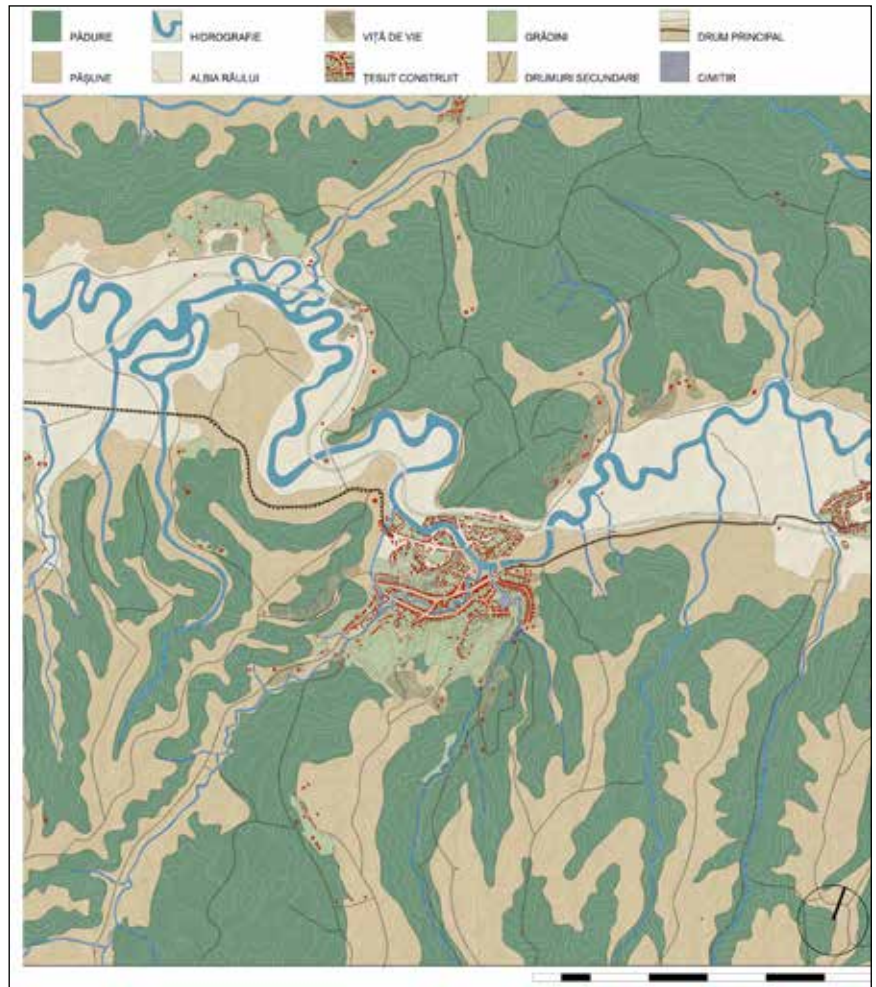 PĂDURE HIDROGRAFIE VIȚĂ DE VIE GRĂDINI DRUM PRINCIPAL
PĂȘUNE ALBIA RÂULUI ȚESUT CONSTRUIT DRUMURI SECUNDARE CIMITIR